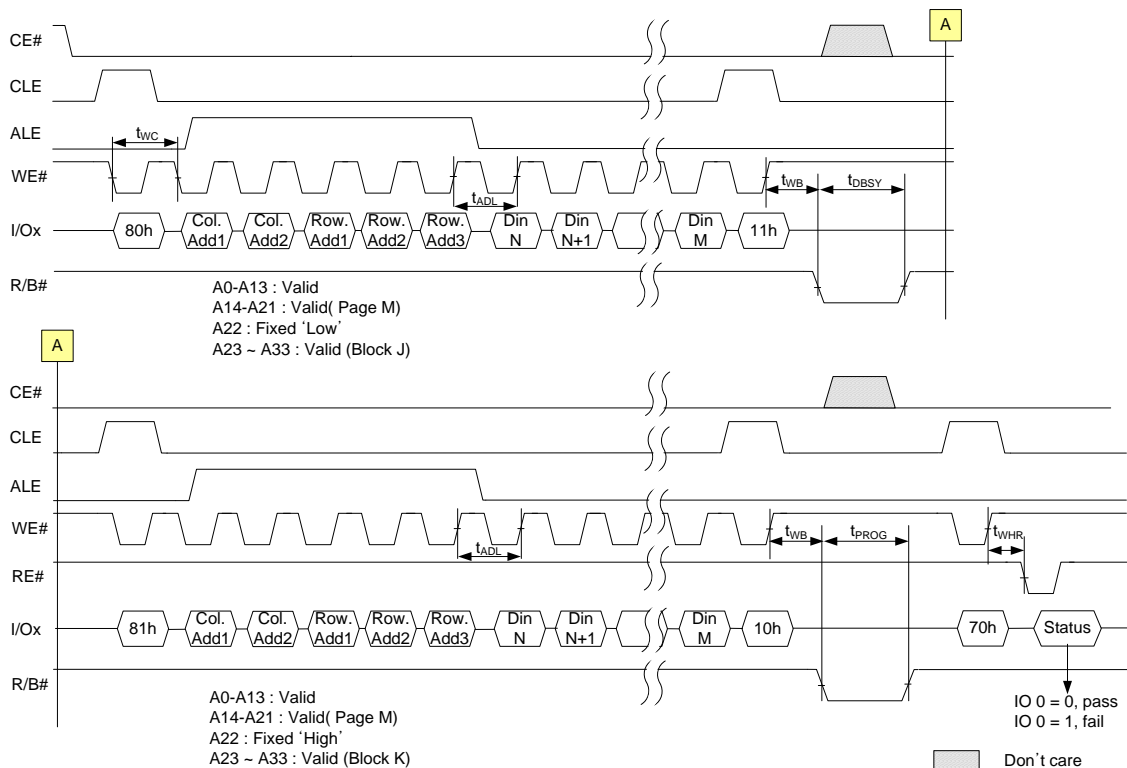 A
CE#
CLE
ALE
tWC
WE#
tADL
tWB
tDBSY
I/Ox
80h
Col. Add1
Col. Add2
Row. Add1
Row. Add2
Row. Add3
Din N
Din N+1
Din M
11h
R/B#
A0-A13 : Valid
A14-A21 : Valid( Page M)
A22 : Fixed ‘Low’
A23 ~ A33 : Valid (Block J)
A
CE#
CLE
ALE
WE#
tADL
tWB
tPROG
tWHR
RE#
I/Ox
81h
Col. Add1
Col. Add2
Row. Add1
Row. Add2
Row. Add3
Din N
Din N+1
Din M
10h
70h
Status
R/B#
A0-A13 : Valid
A14-A21 : Valid( Page M)
A22 : Fixed ‘High’
A23 ~ A33 : Valid (Block K)
IO 0 = 0, pass
IO 0 = 1, fail
Don’t care